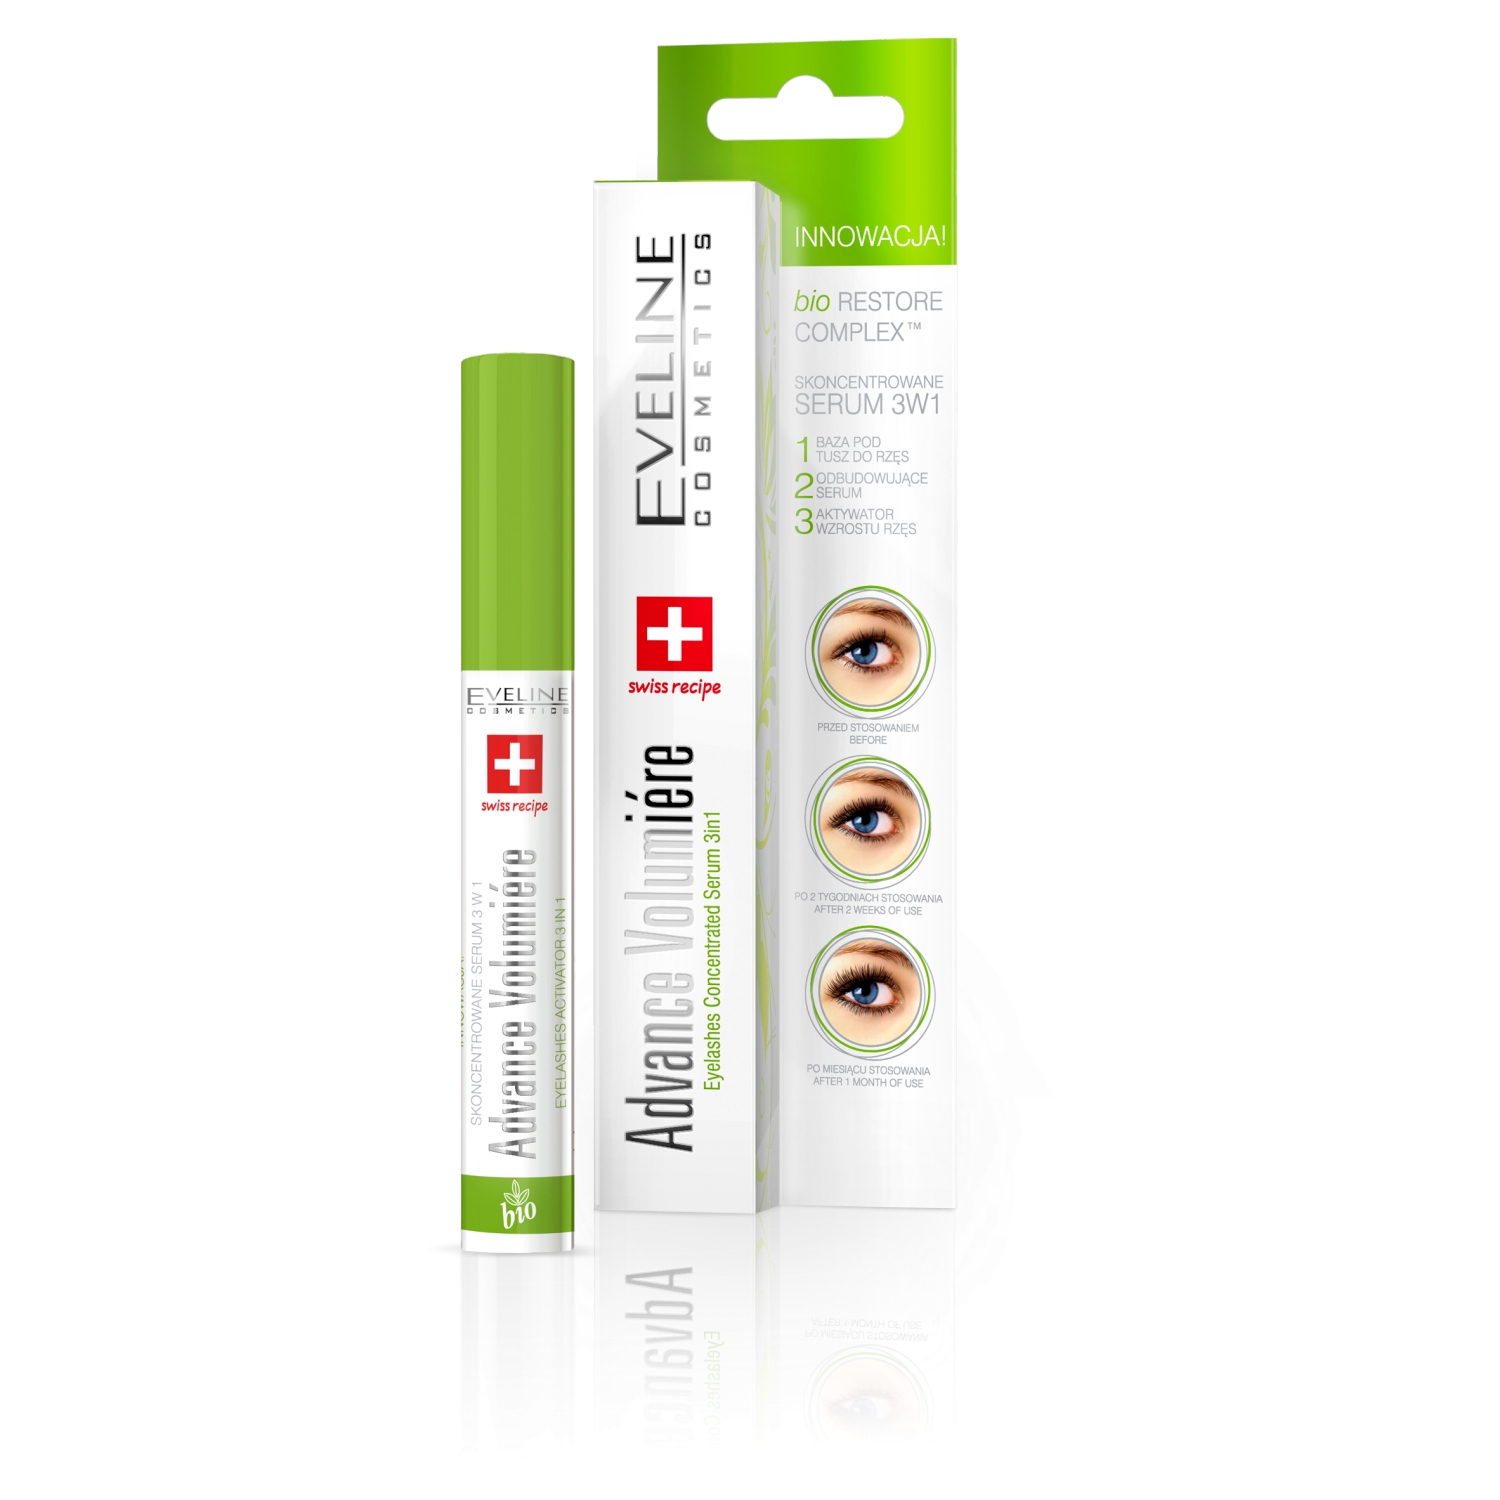 EVELINE
COSMETICS
swiss recipe
SKONCENTROWANE SERUM 3 W 1
Advance Volumiére
EYELASHES ACTIVATOR 3 IN 1
bio
EVELINE
COSMETICS
swiss recipe
Advance Volumiére
Eyelashes Concentrated Serum 3in1
INNOWACJA!
bio RESTORE
COMPLEX™
SKONCENTROWANE
SERUM 3W1
1 BAZA POD
TUSZ DO RZĘS
2 ODBUDOWUJĄCE
SERUM
3 AKTYWATOR
WZROSTU RZĘS
PRZED STOSOWANIEM
BEFORE
PO 2 TYGODNIACH STOSOWANIA
AFTER 2 WEEKS OF USE
PO MIESIĄCU STOSOWANIA
AFTER 1 MONTH OF USE